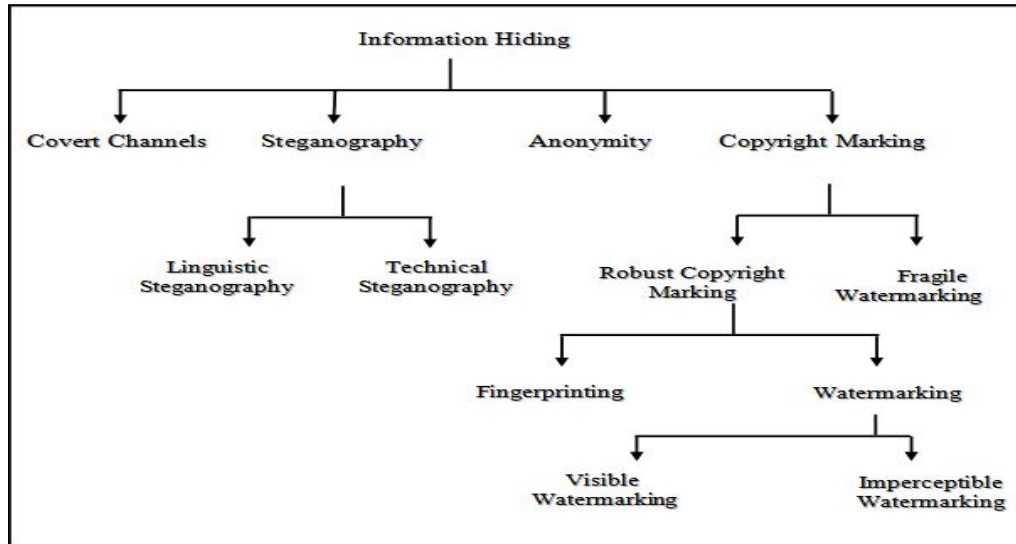 Information Hiding
Covert Channels
Steganography
Anonymity
Copyright Marking
Linguistic
Steganography
Technical
Steganography
Robust Copyright
Marking
Fragile
Watermarking
Fingerprinting
Watermarking
Visible
Watermarking
Imperceptible
Watermarking